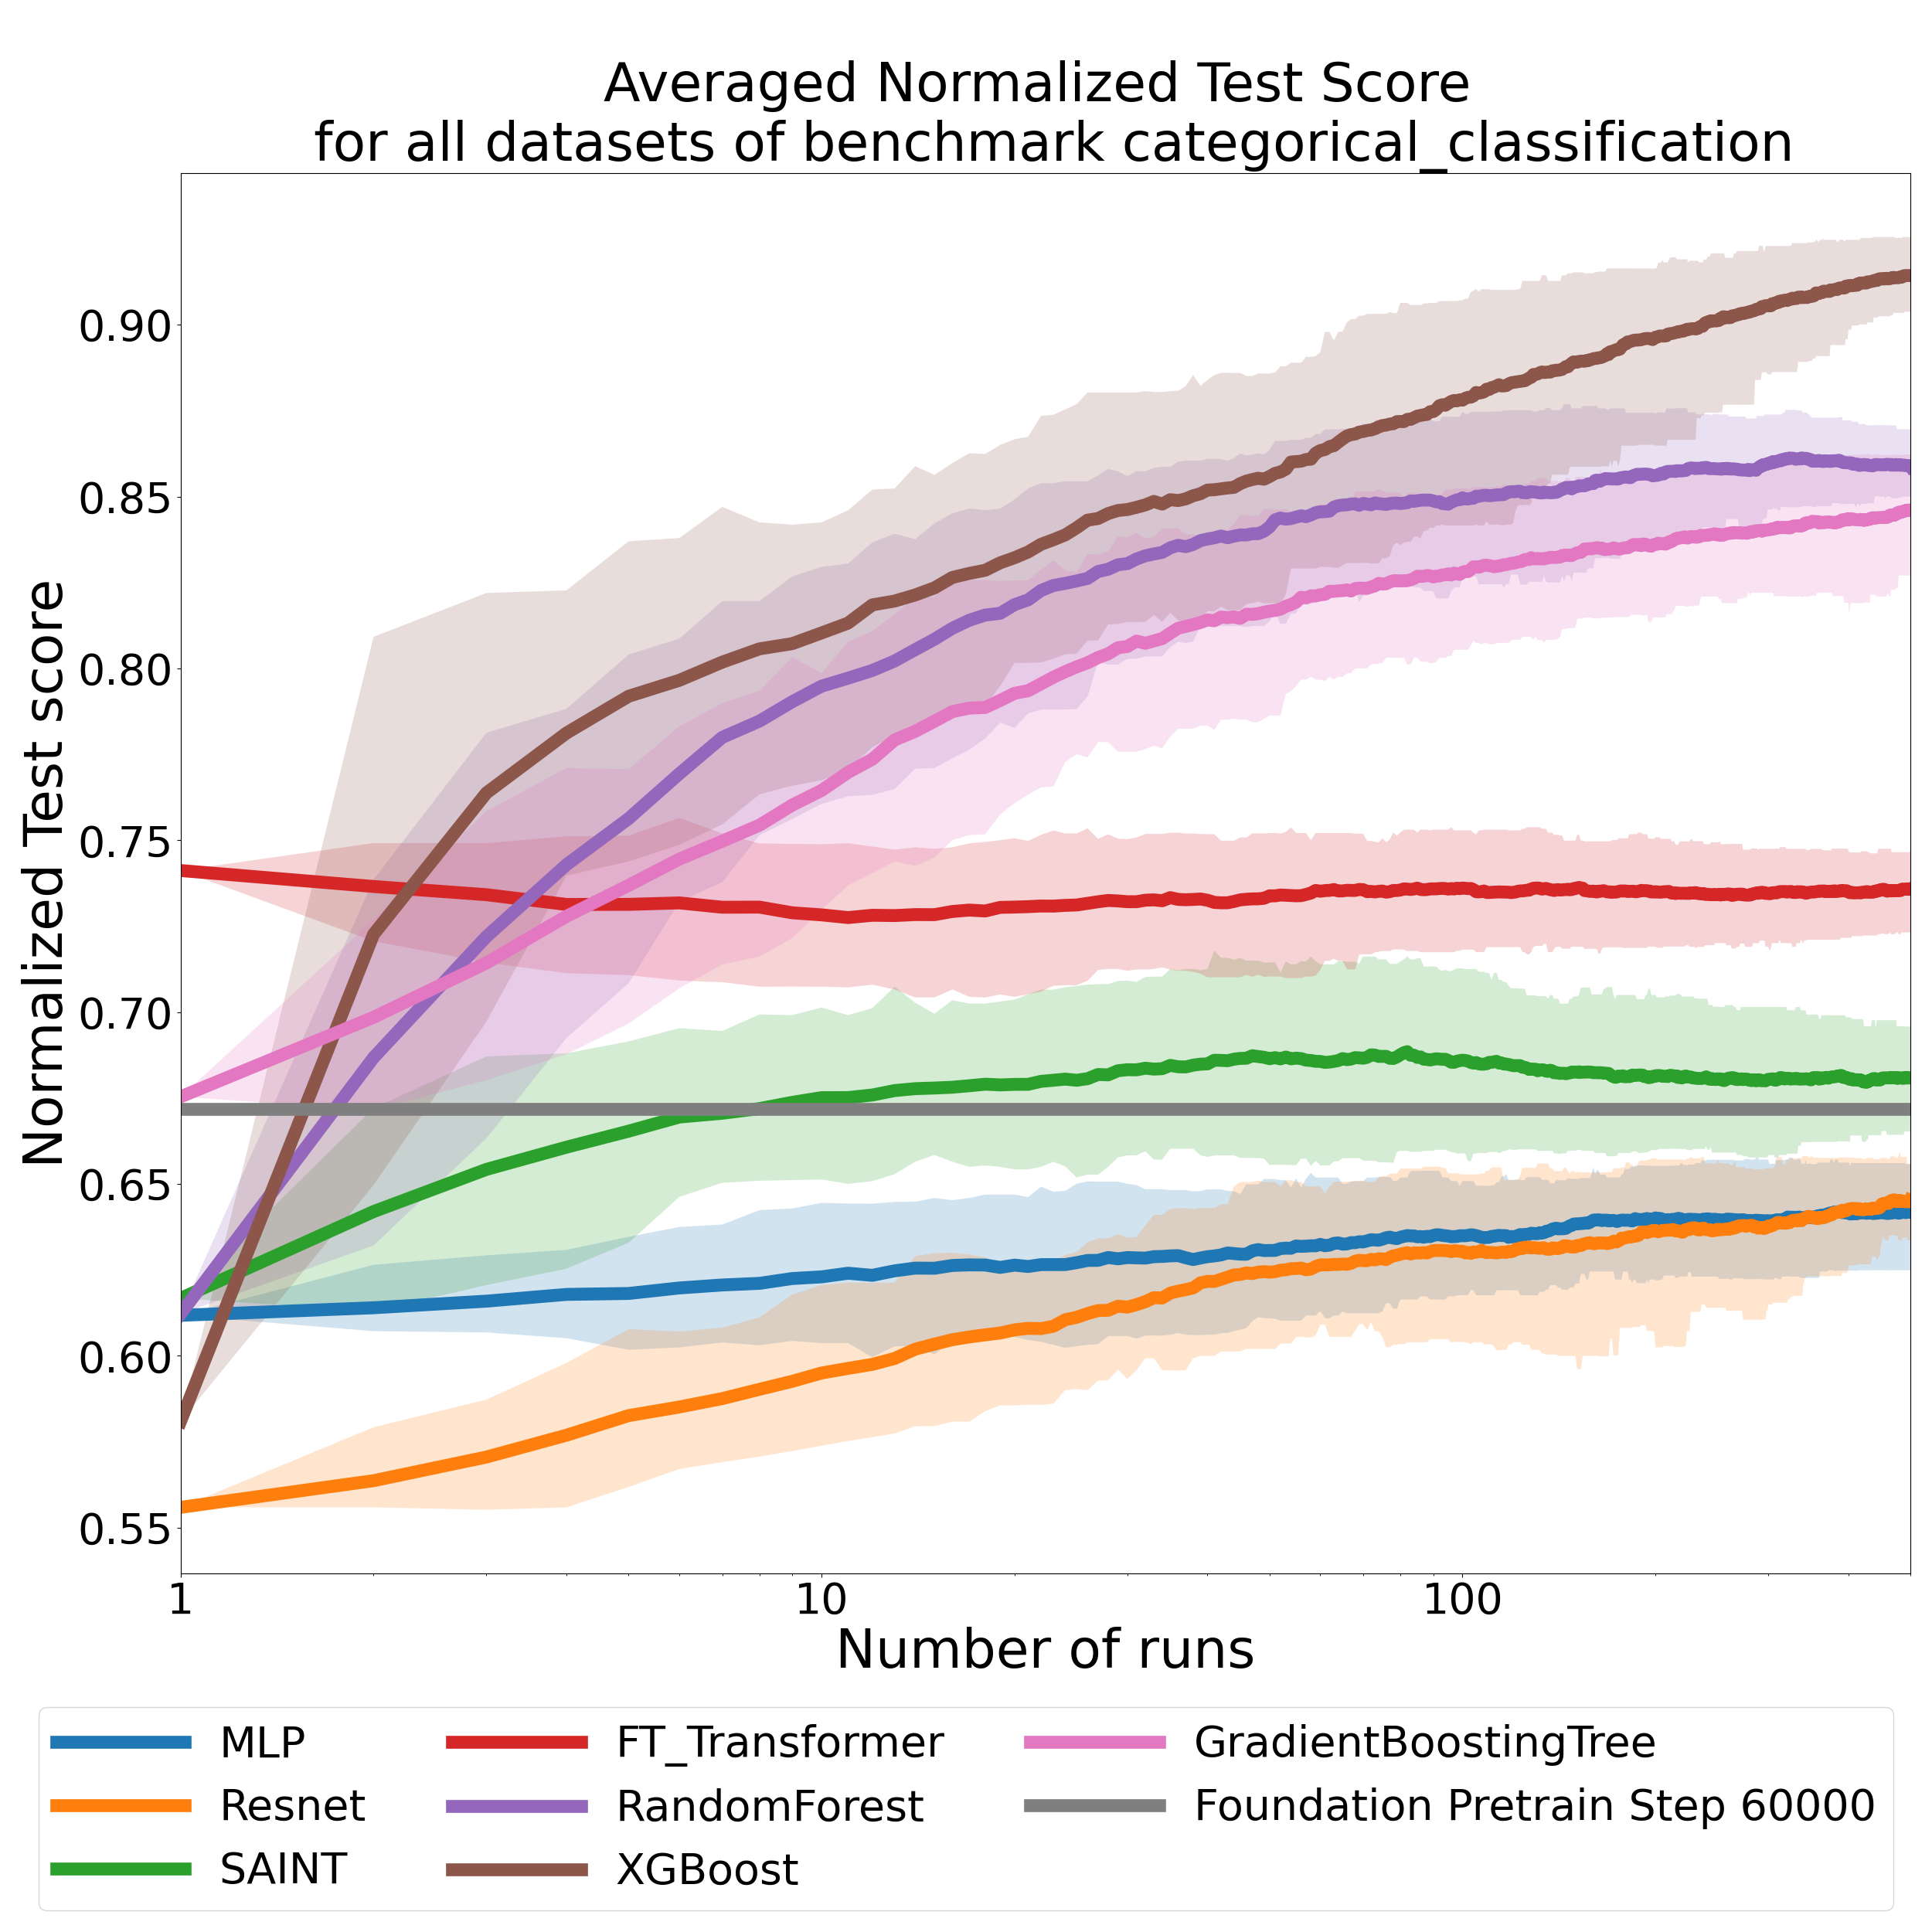 Averaged Normalized Test Score
for all datasets of benchmark categorical_classification
Normalized Test score
0.90
0.85
0.80
0.75
0.70
0.65
0.60
0.55
1 10 100
Number of runs
MLP
Resnet
SAINT
FT_Transformer
RandomForest
XGBoost
GradientBoostingTree
Foundation Pretrain Step 60000